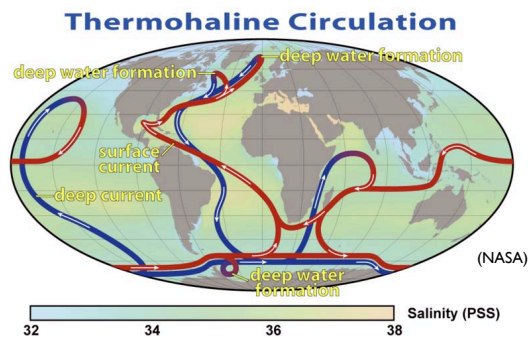 Thermohaline Circulation
deep water formation
deep water formation
surface
current
deep current
deep water
formation
(NASA)
Salinity (PSS)
32 34 36 38